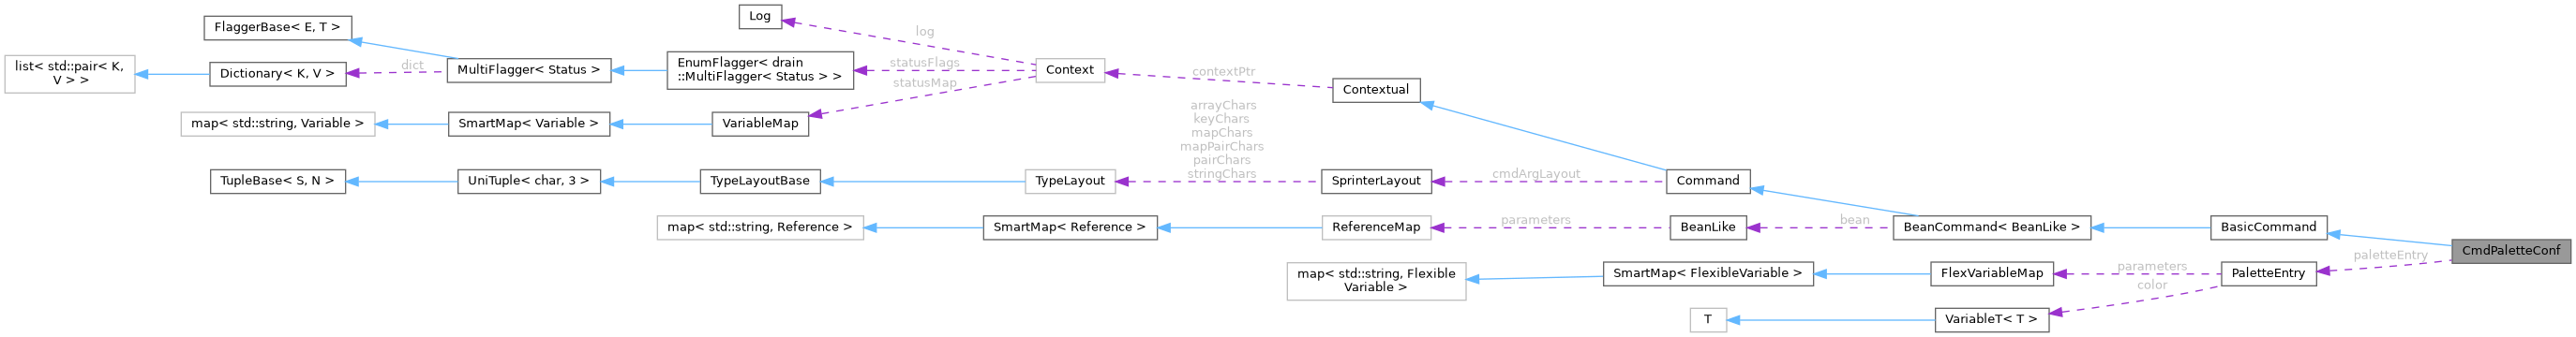 Log
FlaggerBase< E, T >
log
list< std::pair< K,
V > >
Dictionary< K, V >
dict
MultiFlagger< Status >
EnumFlagger< drain
::MultiFlagger< Status > >
statusFlags
statusMap
Context
contextPtr
Contextual
map< std::string, Variable >
SmartMap< Variable >
VariableMap
arrayChars
keyChars
mapChars
mapPairChars
pairChars
stringChars
TupleBase< S, N >
UniTuple< char, 3 >
TypeLayoutBase
TypeLayout
SprinterLayout
cmdArgLayout
Command
map< std::string, Reference >
SmartMap< Reference >
ReferenceMap
parameters
BeanLike
bean
BeanCommand< BeanLike >
BasicCommand
CmdPaletteConf
map< std::string, Flexible
Variable >
SmartMap< FlexibleVariable >
FlexVariableMap
parameters
color
PaletteEntry
paletteEntry
T
VariableT< T >